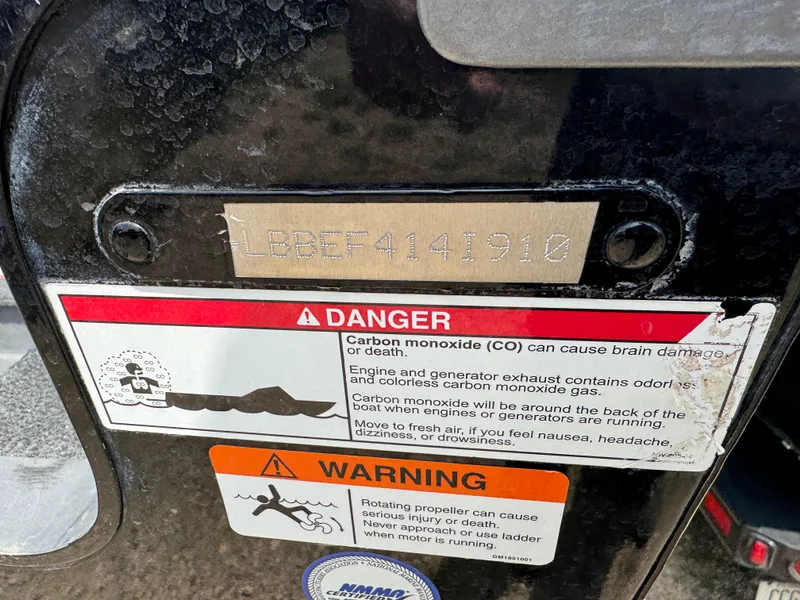 LBBEF414I910
DANGER
Carbon monoxide (CO) can cause brain damage
or death.
Engine and generator exhaust contains odorless
and colorless carbon monoxide gas.
Carbon monoxide will be around the back of the
boat when engines or generators are running.
Move to fresh air, if you feel nausea, headache,
dizziness, or drowsiness.
WARNING
Rotating propeller can cause
serious injury or death.
Never approach or use ladder
when motor is running.
GM1851001
NATIONAL
NMMA
CERTIFIED